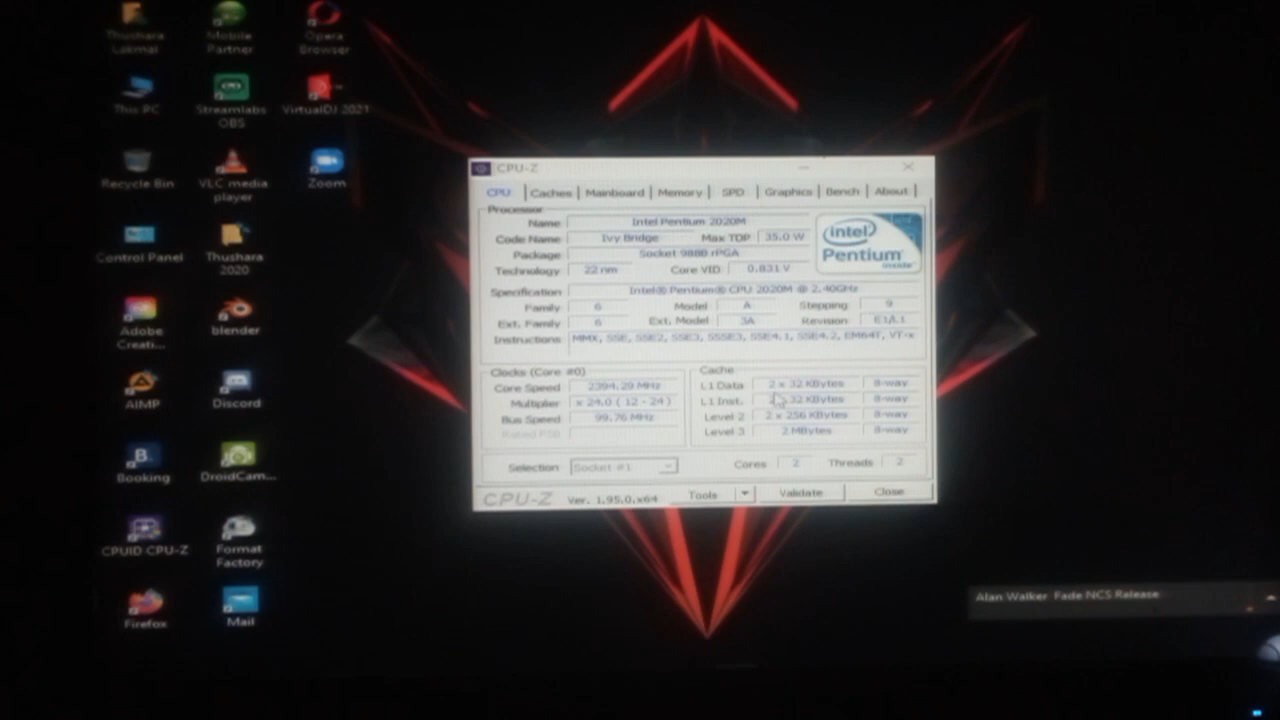 Thushara
Lakmal
Mobile
Partner
Opera
Browser
This PC
Streamlabs
OBS
VirtualDJ 2021
Recycle Bin
VLC media
player
Zoom
Control Panel
Thushara
2020
Adobe
Creati...
blender
AIMP
Discord
B
Booking
DroidCam...
CPUID CPU-Z
Format
Factory
Firefox
Mail
CPU-Z
CPU Caches Mainboard Memory SPD Graphics Bench About
Processor
Name Intel Pentium 2020M
Code Name Ivy Bridge Max TDP 35.0 W
Package Socket 988B rPGA
Technology 22 nm Core VID 0.831 V
intel
Pentium
inside
Specification Intel® Pentium® CPU 2020M @ 2.40GHz
Family 6 Model A Stepping 9
Ext. Family 6 Ext. Model 3A Revision E1/L1
Instructions MMX, SSE, SSE2, SSE3, SSSE3, SSE4.1, SSE4.2, EM64T, VT-x
Clocks (Core #0)
Core Speed 2394.29 MHz
Multiplier x 24.0 ( 12 - 24 )
Bus Speed 99.76 MHz
Rated FSB
Cache
L1 Data 2 x 32 KBytes 8-way
L1 Inst. 32 KBytes 8-way
Level 2 2 x 256 KBytes 8-way
Level 3 2 MBytes 8-way
Selection Socket #1 Cores 2 Threads 2
CPU-Z Ver. 1.95.0.x64 Tools Validate Close
Alan Walker Fade NCS Release